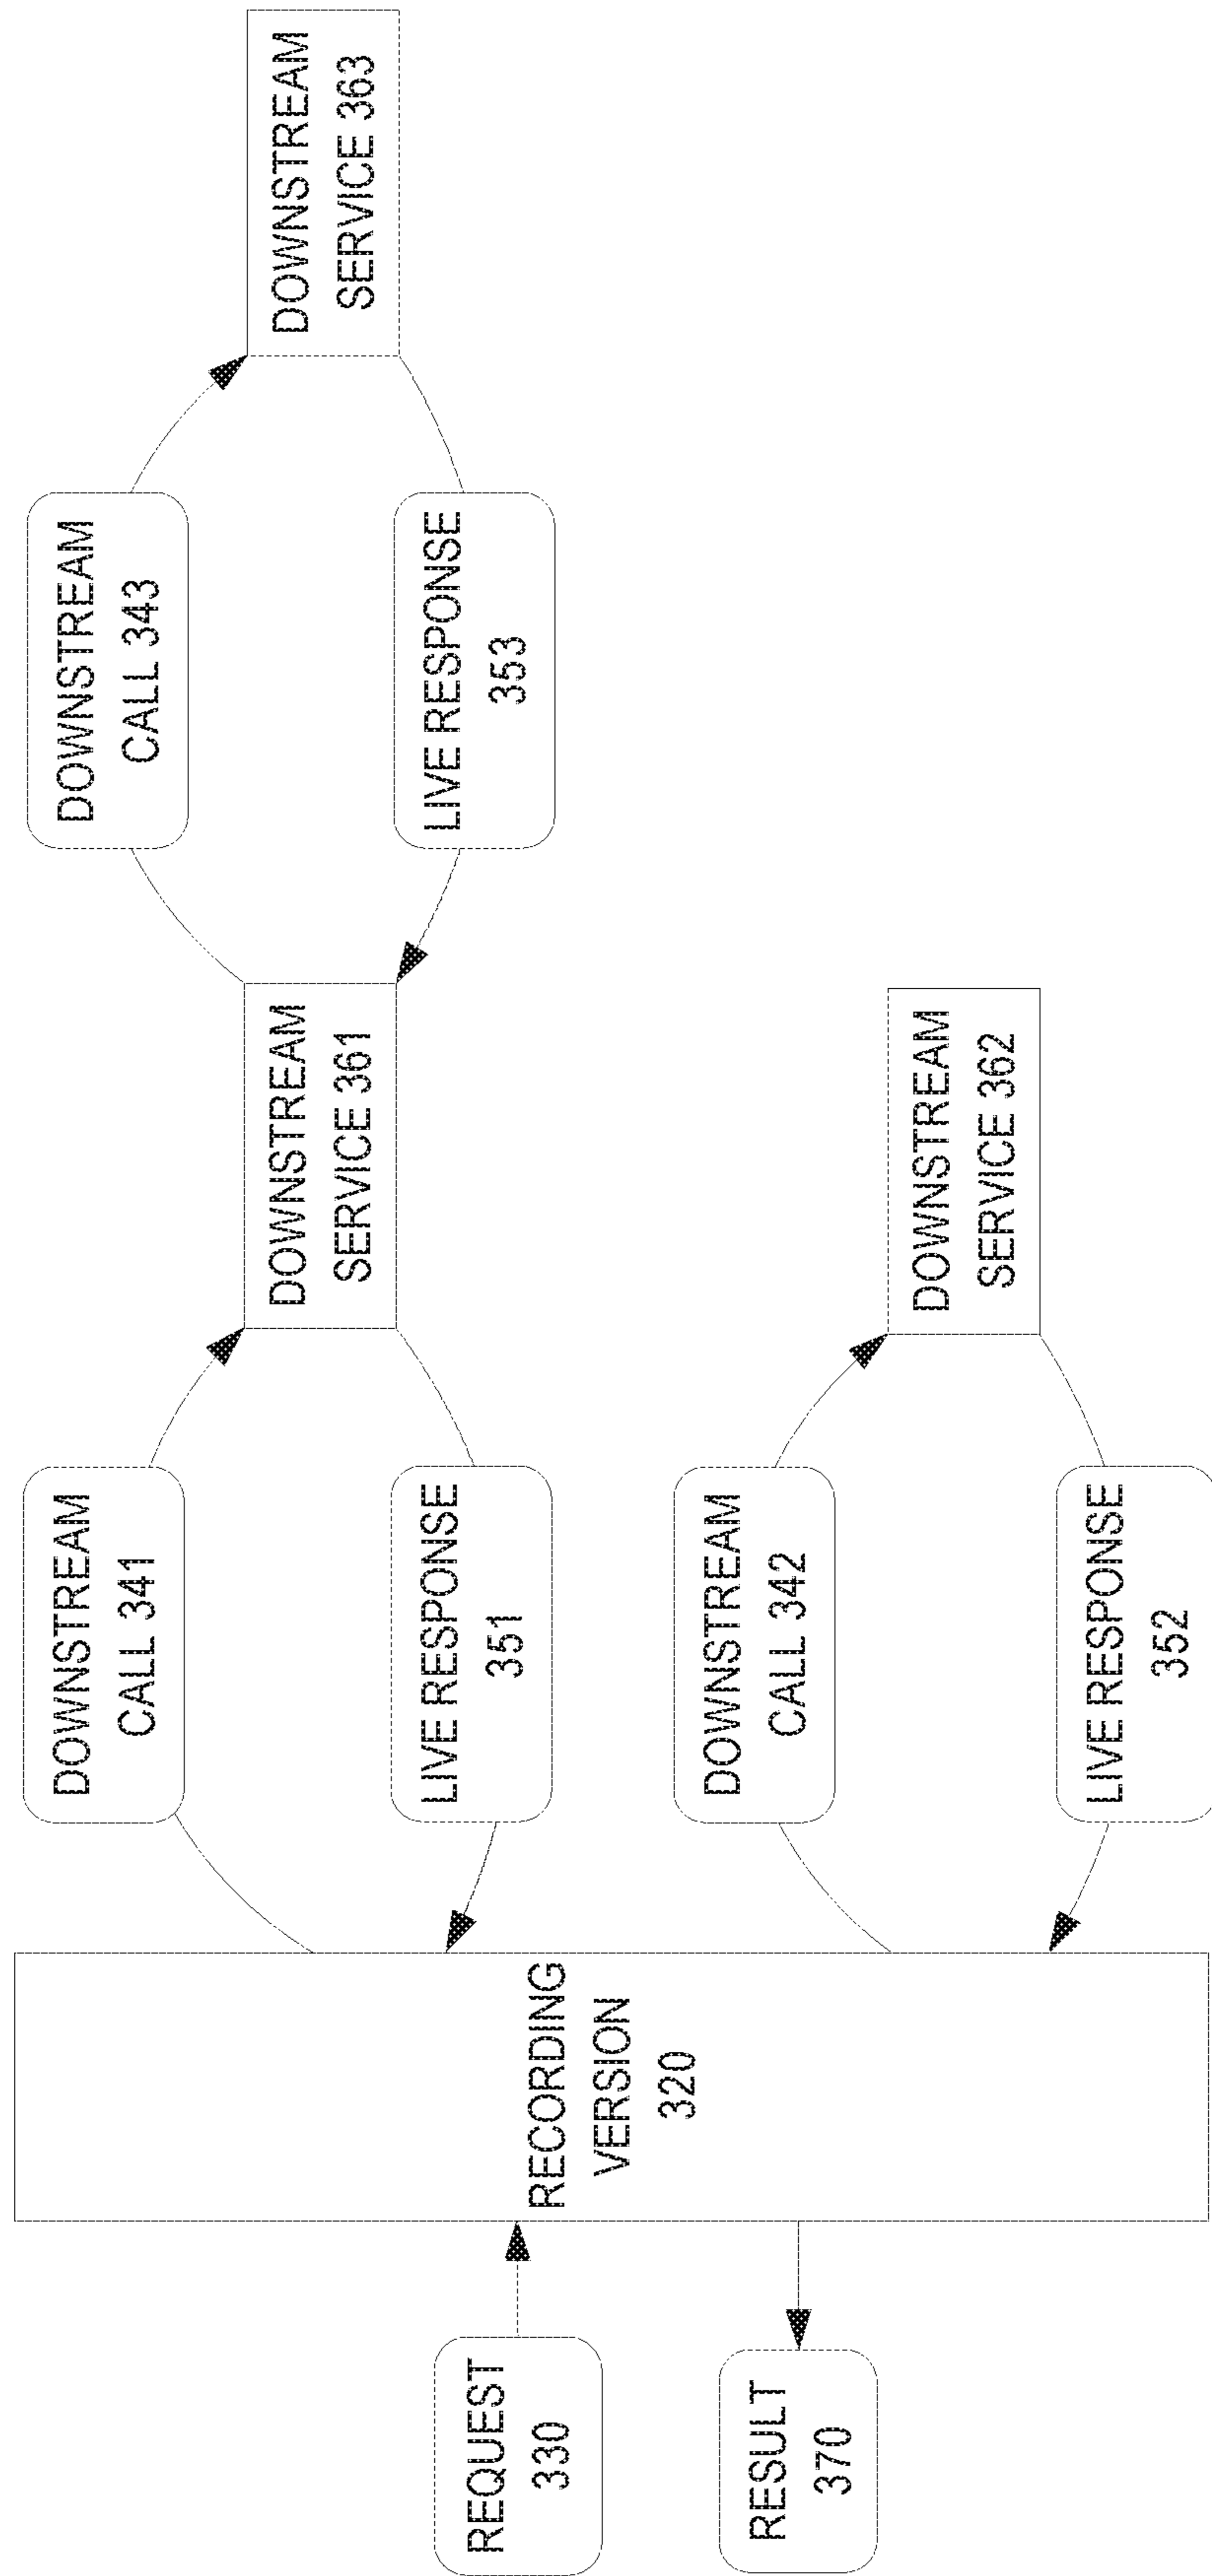 REQUEST
330
RESULT
370
RECORDING
VERSION
320
DOWNSTREAM
CALL 341
LIVE RESPONSE
351
DOWNSTREAM
CALL 342
LIVE RESPONSE
352
DOWNSTREAM
SERVICE 361
DOWNSTREAM
SERVICE 362
DOWNSTREAM
CALL 343
LIVE RESPONSE
353
DOWNSTREAM
SERVICE 363